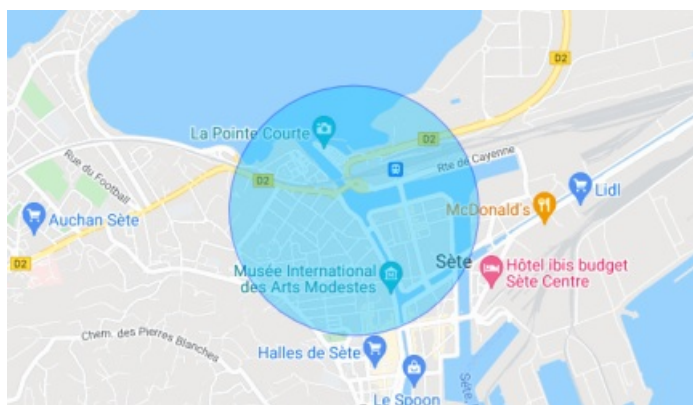 D2
La Pointe Courte
D2
Rte de Cayenne
Rue du Football
D2
Lidl
McDonald's
Auchan Sète
D2
Sète
Musée International
des Arts Modestes
Hôtel ibis budget
Sète Centre
Chem. des Pierres Blanches
Halles de Sète
Le Spoon
Sète,